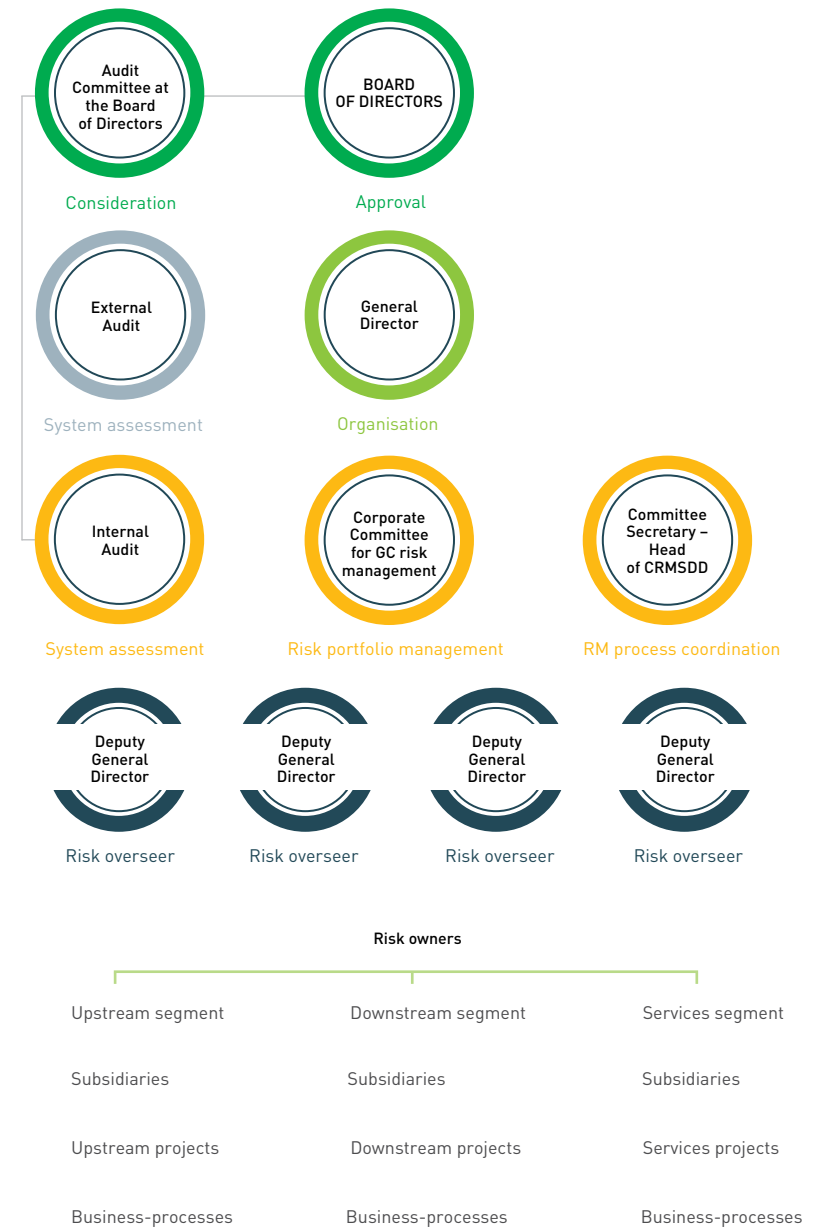 Audit
Committee at
the Board
of Directors
BOARD
OF DIRECTORS
Consideration
Approval
External
Audit
General
Director
System assessment
Organisation
Internal
Audit
Corporate
Committee
for GC risk
management
Committee
Secretary –
Head
of CRMSDD
System assessment
Risk portfolio management
RM process coordination
Deputy
General
Director
Deputy
General
Director
Deputy
General
Director
Deputy
General
Director
Risk overseer
Risk overseer
Risk overseer
Risk overseer
Risk owners
Upstream segment
Downstream segment
Services segment
Subsidiaries
Subsidiaries
Subsidiaries
Upstream projects
Downstream projects
Services projects
Business-processes
Business-processes
Business-processes